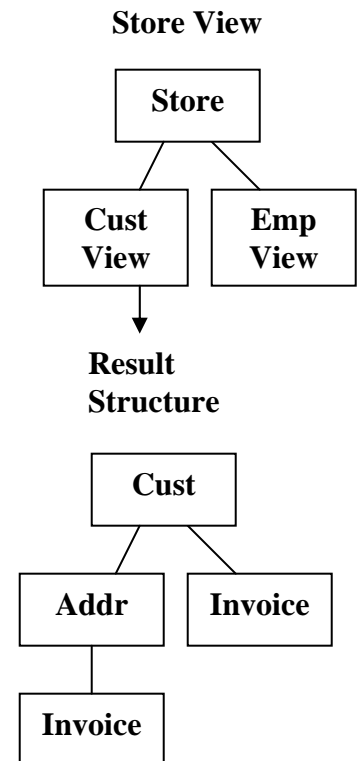 Store View
Store
Cust
View
Emp
View
Result
Structure
Cust
Addr
Invoice
Invoice